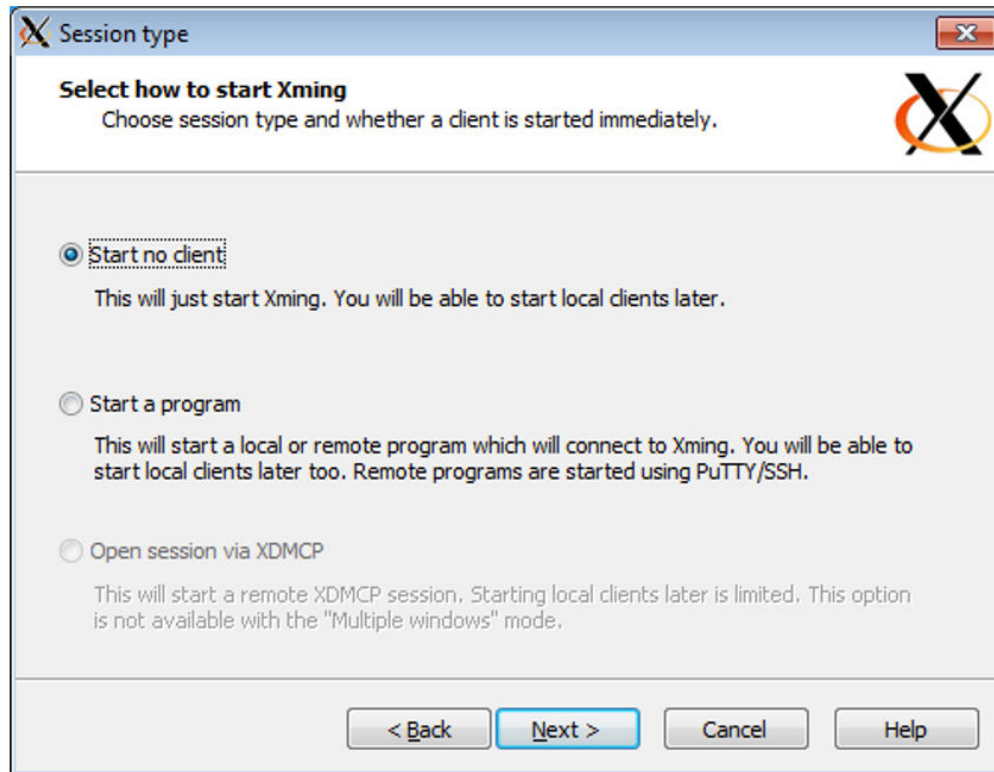 Session type
Select how to start Xming
Choose session type and whether a client is started immediately.
Start no client
This will just start Xming. You will be able to start local clients later.
Start a program
This will start a local or remote program which will connect to Xming. You will be able to
start local clients later too. Remote programs are started using PuTTY/SSH.
Open session via XDMCP
This will start a remote XDMCP session. Starting local clients later is limited. This option
is not available with the "Multiple windows" mode.
< Back Next > Cancel Help